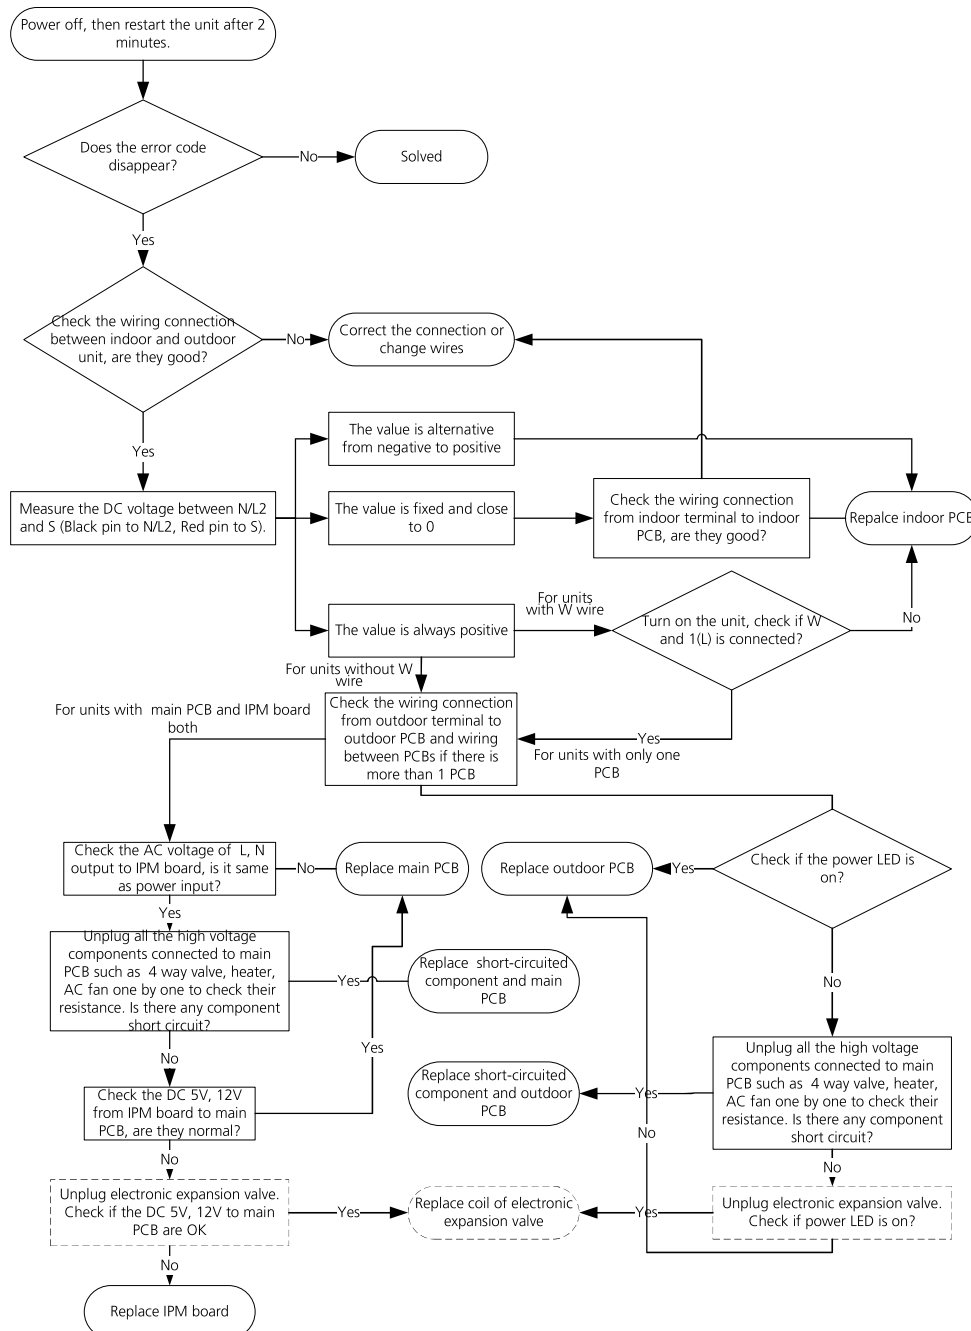 Power off, then restart the unit after 2
minutes.
Does the error code
disappear?
No
Solved
Yes
Check the wiring connection
between indoor and outdoor
unit, are they good?
No
Correct the connection or
change wires
Yes
The value is alternative
from negative to positive
Measure the DC voltage between N/L2
and S (Black pin to N/L2, Red pin to S).
The value is fixed and close
to 0
Check the wiring connection
from indoor terminal to indoor
PCB, are they good?
Repalce indoor PCB
The value is always positive
For units
with W wire
Turn on the unit, check if W
and 1(L) is connected?
No
For units without W
wire
Check the wiring connection
from outdoor terminal to
outdoor PCB and wiring
between PCBs if there is
more than 1 PCB
For units with  main PCB and IPM board
both
Yes
For units with only one
PCB
Check the AC voltage of  L, N
output to IPM board, is it same
as power input?
No
Replace main PCB
Replace outdoor PCB
Yes
Check if the power LED is
on?
Yes
Unplug all the high voltage
components connected to main
PCB such as  4 way valve, heater,
AC fan one by one to check their
resistance. Is there any component
short circuit?
Yes
Replace  short-circuited
component and main
PCB
No
No
Yes
Check the DC 5V, 12V
from IPM board to main
PCB, are they normal?
Replace short-circuited
component and outdoor
PCB
Yes
Unplug all the high voltage
components connected to main
PCB such as  4 way valve, heater,
AC fan one by one to check their
resistance. Is there any component
short circuit?
No
No
No
Unplug electronic expansion valve.
Check if the DC 5V, 12V to main
PCB are OK
Yes
Replace coil of electronic
expansion valve
Yes
Unplug electronic expansion valve.
Check if power LED is on?
No
Replace IPM board